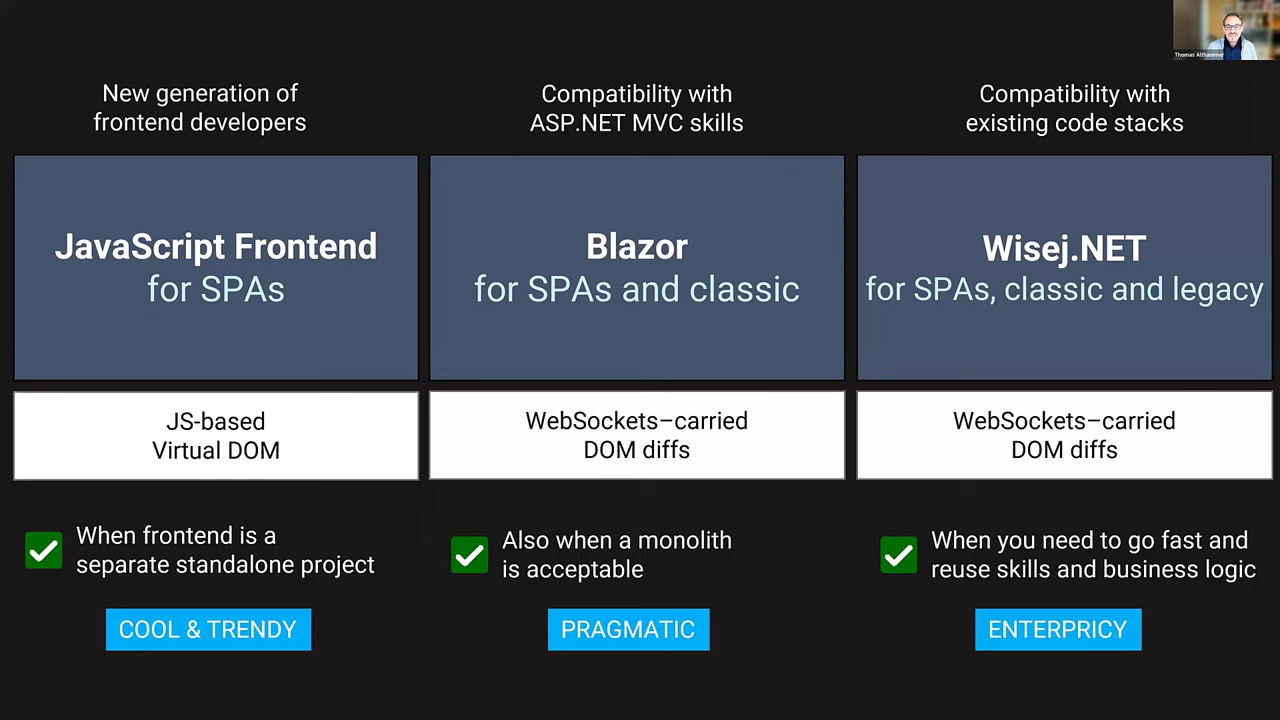 Thomas Althammer
New generation of
frontend developers
Compatibility with
ASP.NET MVC skills
Compatibility with
existing code stacks
JavaScript Frontend
for SPAs
Blazor
for SPAs and classic
Wisej.NET
for SPAs, classic and legacy
JS-based
Virtual DOM
WebSockets–carried
DOM diffs
WebSockets–carried
DOM diffs
When frontend is a
separate standalone project
Also when a monolith
is acceptable
When you need to go fast and
reuse skills and business logic
COOL & TRENDY
PRAGMATIC
ENTERPRICY